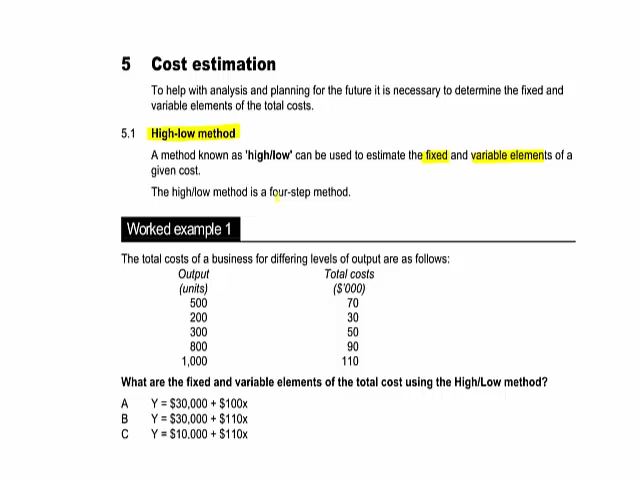 5 Cost estimation
To help with analysis and planning for the future it is necessary to determine the fixed and
variable elements of the total costs.
5.1 High-low method
A method known as 'high/low' can be used to estimate the fixed and variable elements of a
given cost.
The high/low method is a four-step method.
Worked example 1
The total costs of a business for differing levels of output are as follows:
Output Total costs
(units) ($'000)
500 70
200 30
300 50
800 90
1,000 110
What are the fixed and variable elements of the total cost using the High/Low method?
A Y = $30,000 + $100x
B Y = $30,000 + $110x
C Y = $10,000 + $110x